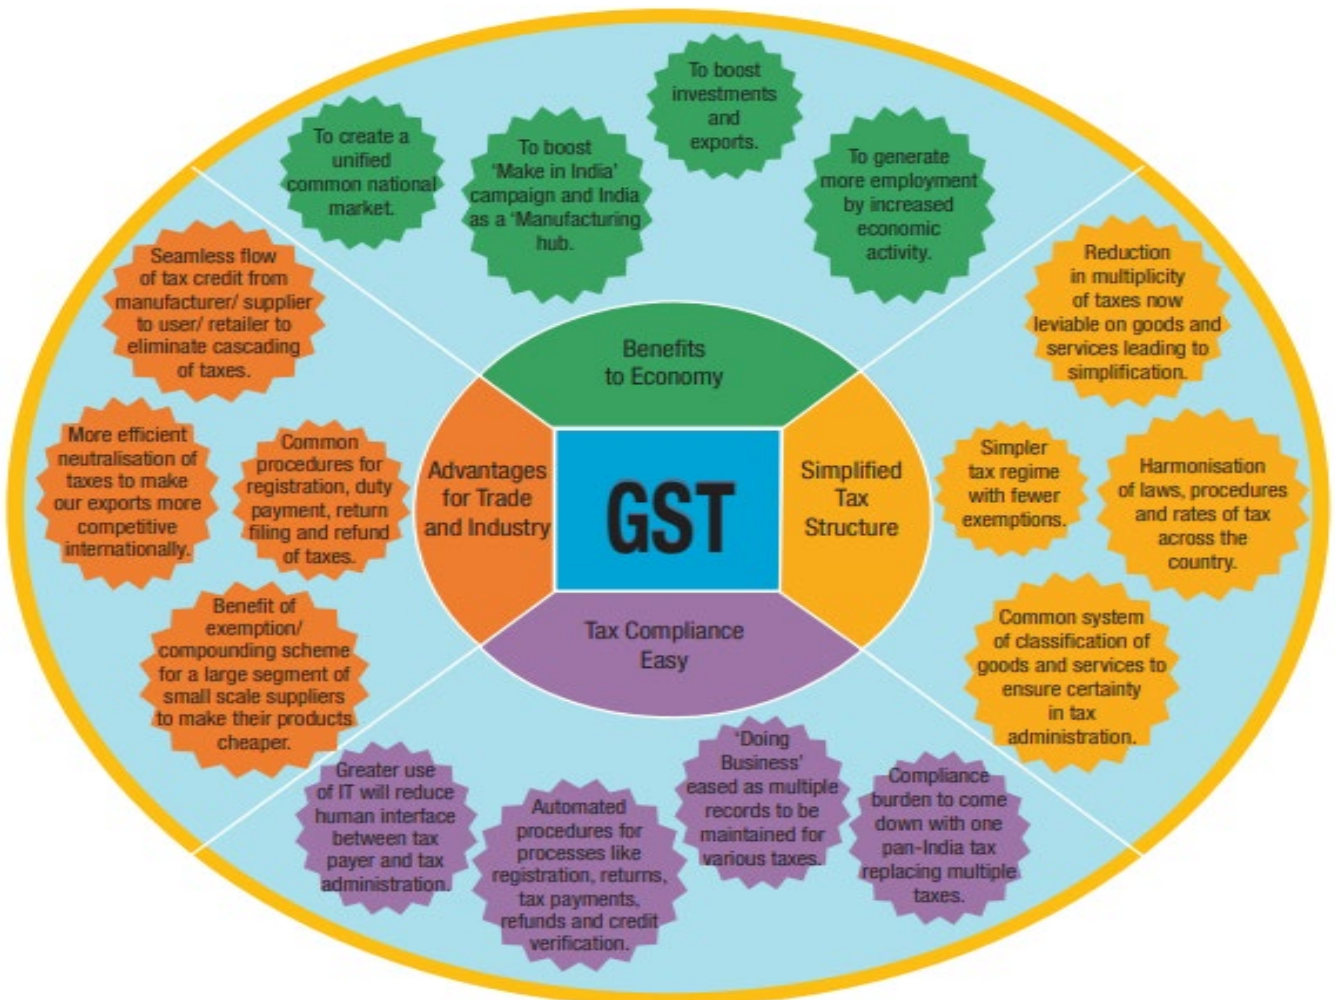 To boost
investments
and
exports.
To create a
unified
common national
market.
To boost
'Make in India'
campaign and India
as a 'Manufacturing
hub.
To generate
more employment
by increased
economic
activity.
Seamless flow
of tax credit from
manufacturer/ supplier
to user/ retailer to
eliminate cascading
of taxes.
Reduction
in multiplicity
of taxes now
leviable on goods and
services leading to
simplification.
Benefits
to Economy
More efficient
neutralisation of
taxes to make
our exports more
competitive
internationally.
Common
procedures for
registration, duty
payment, return
filing and refund
of taxes.
Advantages
for Trade
and Industry
GST
Simplified
Tax
Structure
Simpler
tax regime
with fewer
exemptions.
Harmonisation
of laws, procedures
and rates of tax
across the
country.
Benefit of
exemption/
compounding scheme
for a large segment of
small scale suppliers
to make their products
cheaper.
Tax Compliance
Easy
Common system
of classification of
goods and services to
ensure certainty
in tax
administration.
Greater use
of IT will reduce
human interface
between tax
payer and tax
administration.
Automated
procedures for
processes like
registration, returns,
tax payments,
refunds and credit
verification.
'Doing
Business'
eased as multiple
records to be
maintained for
various taxes.
Compliance
burden to come
down with one
pan-India tax
replacing multiple
taxes.